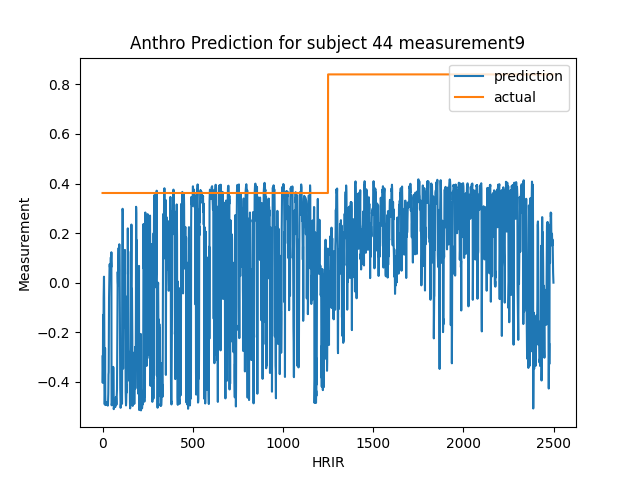 Anthro Prediction for subject 44 measurement9
prediction
actual
Measurement
0.8
0.6
0.4
0.2
0.0
−0.2
−0.4
0 500 1000 1500 2000 2500
HRIR